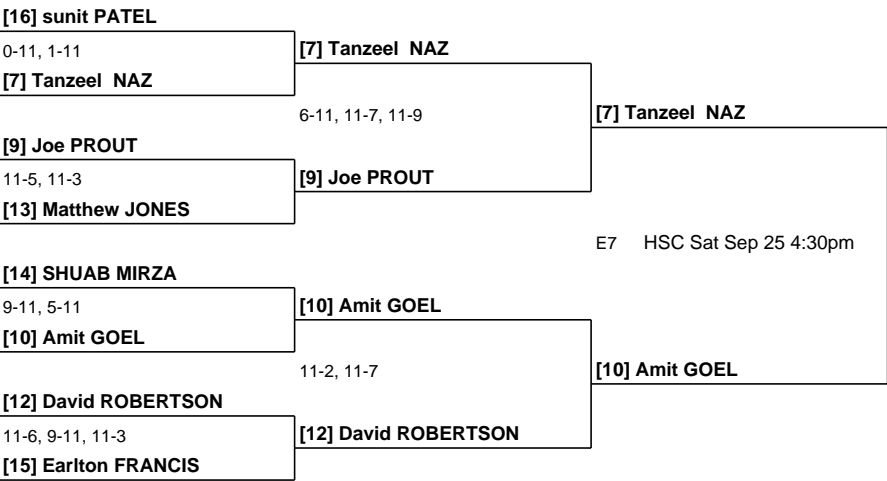 [16] sunit PATEL
0-11, 1-11
[7] Tanzeel NAZ
[7] Tanzeel NAZ
6-11, 11-7, 11-9
[7] Tanzeel NAZ
[9] Joe PROUT
11-5, 11-3
[9] Joe PROUT
[13] Matthew JONES
E7 HSC Sat Sep 25 4:30pm
[14] SHUAB MIRZA
9-11, 5-11
[10] Amit GOEL
[10] Amit GOEL
11-2, 11-7
[10] Amit GOEL
[12] David ROBERTSON
11-6, 9-11, 11-3
[12] David ROBERTSON
[15] Earlton FRANCIS